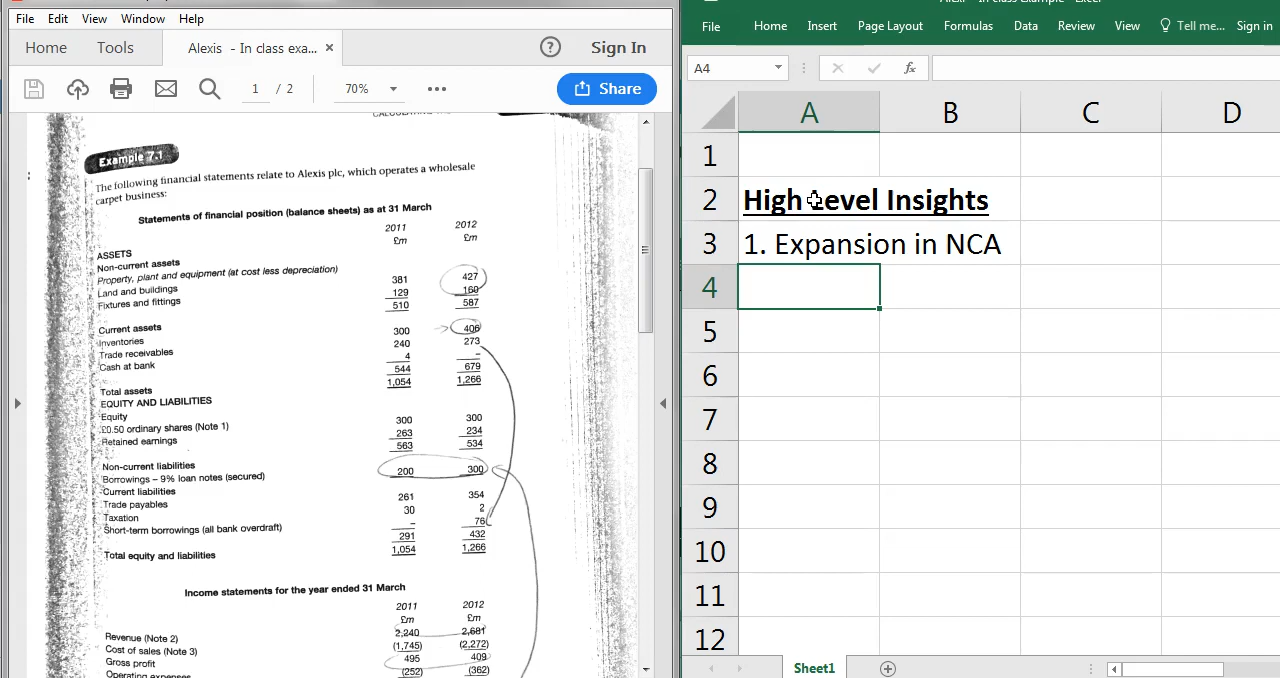 File Edit View Window Help
Home Tools Alexis - In class exa... × ? Sign In
1 / 2 70% Share
Example 7.1
The following financial statements relate to Alexis plc, which operates a wholesale
carpet business:
Statements of financial position (balance sheets) as at 31 March
2011 2012
£m £m
ASSETS
Non-current assets
Property, plant and equipment (at cost less depreciation)
Land and buildings 381 427
Fixtures and fittings 129 160
510 587
Current assets
Inventories 300 406
Trade receivables 240 273
Cash at bank 4 –
544 679
Total assets 1,054 1,266
EQUITY AND LIABILITIES
Equity
£0.50 ordinary shares (Note 1) 300 300
Retained earnings 263 234
563 534
Non-current liabilities
Borrowings – 9% loan notes (secured) 200 300
Current liabilities
Trade payables 261 354
Taxation 30 2
Short-term borrowings (all bank overdraft) – 76
291 432
Total equity and liabilities 1,054 1,266
Income statements for the year ended 31 March
2011 2012
£m £m
Revenue (Note 2) 2,240 2,681
Cost of sales (Note 3) (1,745) (2,272)
Gross profit 495 409
Operating expenses (252) (362)
File Home Insert Page Layout Formulas Data Review View Tell me... Sign in
A4 fx
A B C D
1
2 High Level Insights
3 1. Expansion in NCA
4
5
6
7
8
9
10
11
12
Sheet1